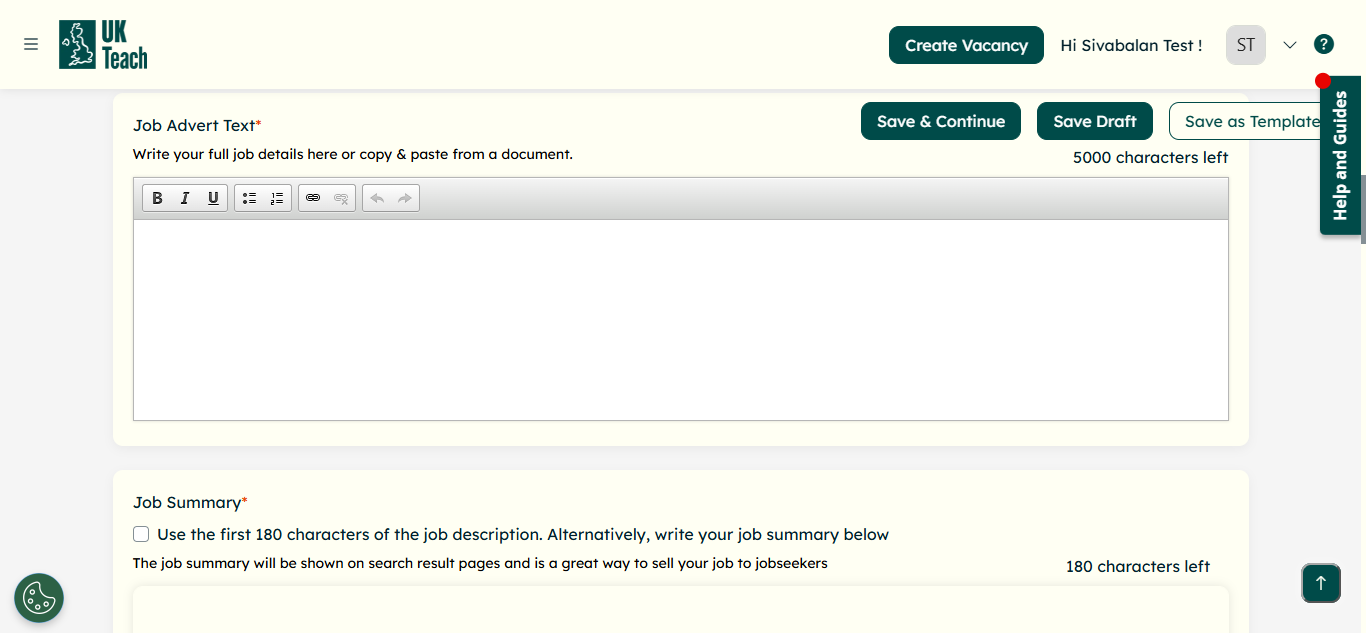 UK
Teach
Create Vacancy
Hi Sivabalan Test !
ST
?
Job Advert Text*
Save & Continue
Save Draft
Save as Template
Help and Guides
Write your full job details here or copy & paste from a document.
5000 characters left
B I U
Job Summary*
Use the first 180 characters of the job description. Alternatively, write your job summary below
The job summary will be shown on search result pages and is a great way to sell your job to jobseekers
180 characters left